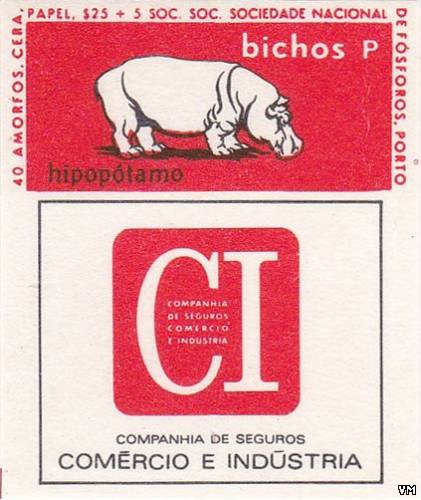 40 AMORFOS. CERA.
PAPEL, $25 + 5 SOC. SOC. SOCIEDADE NACIONAL
DE FÓSFOROS. PORTO
bichos P
hipopótamo
CI
COMPANHIA
DE SEGUROS
COMÉRCIO
E INDÚSTRIA
COMPANHIA DE SEGUROS
COMÉRCIO E INDÚSTRIA
VM